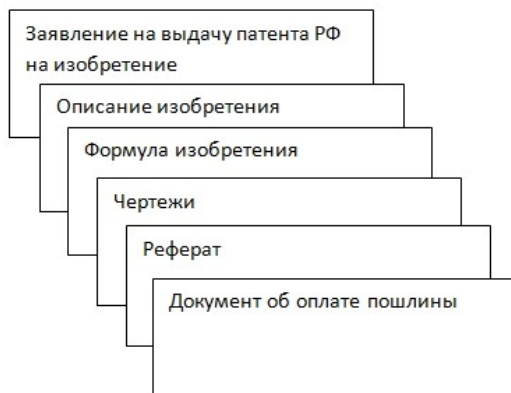 Заявление на выдачу патента РФ
на изобретение
Описание изобретения
Формула изобретения
Чертежи
Реферат
Документ об оплате пошлины